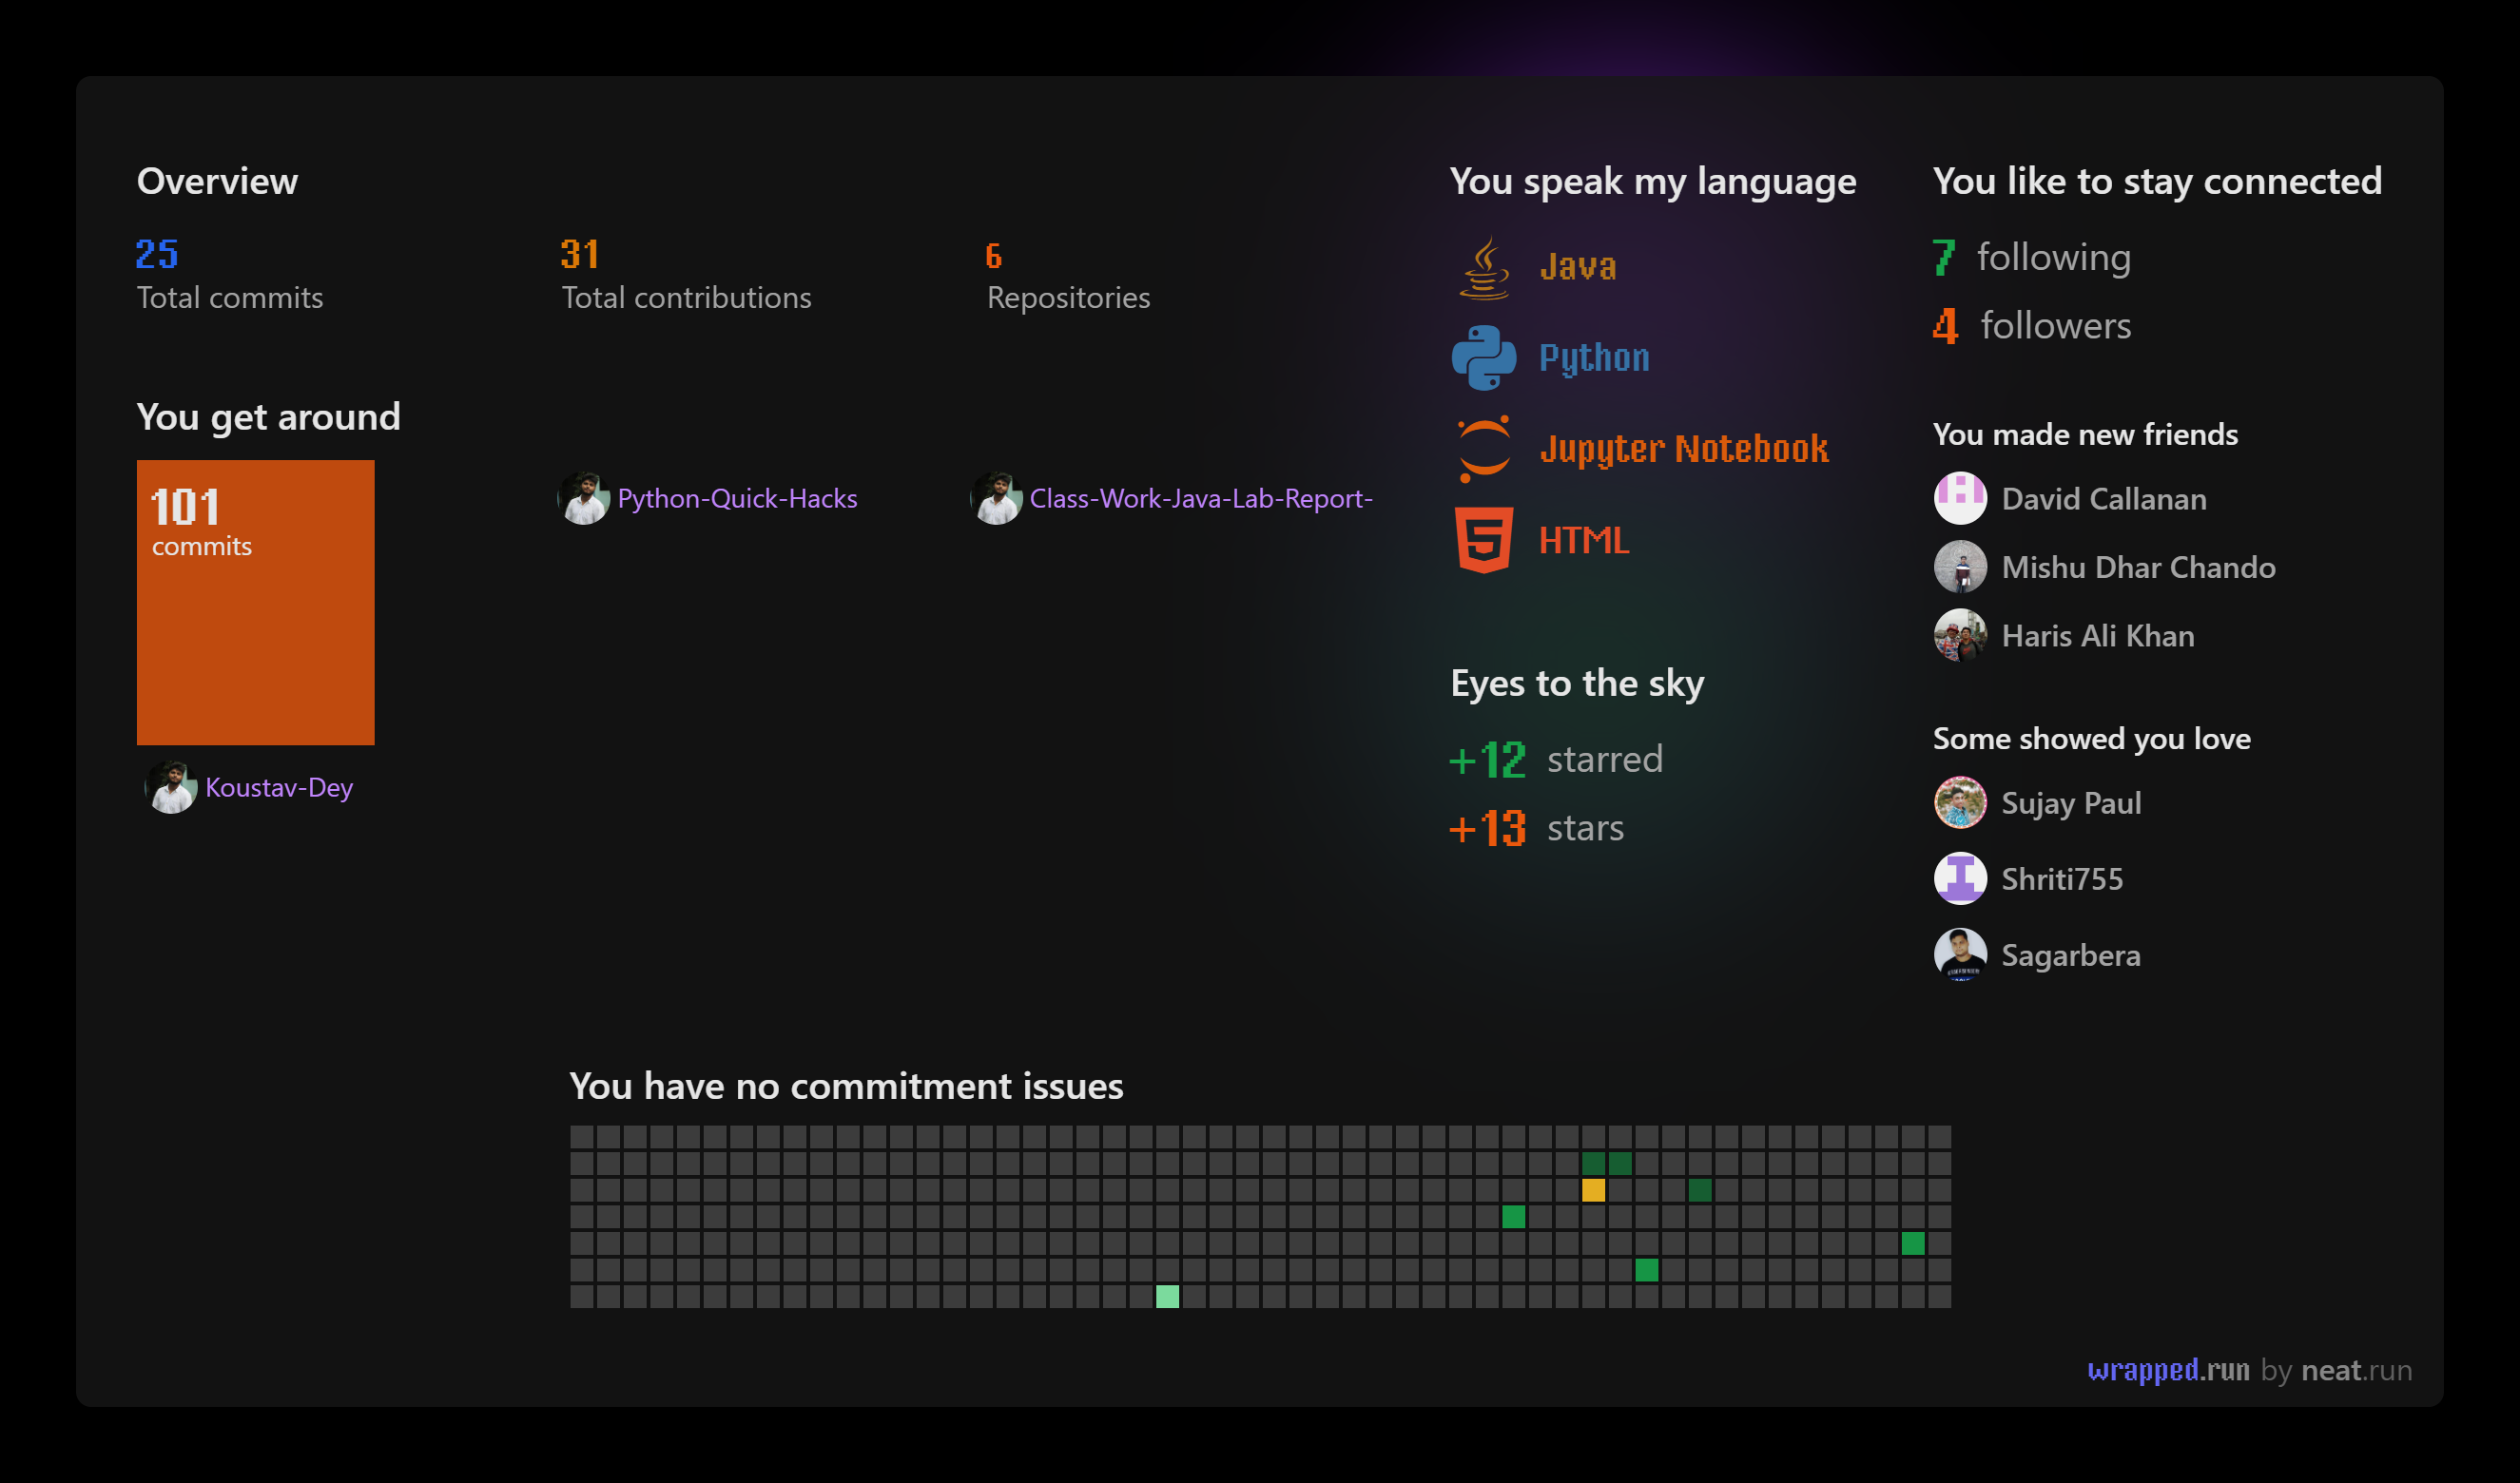 Overview
25
Total commits
31
Total contributions
6
Repositories
You get around
101
commits
Koustav-Dey
Python-Quick-Hacks
Class-Work-Java-Lab-Report-
You speak my language
Java
Python
Jupyter Notebook
HTML
Eyes to the sky
+12 starred
+13 stars
You like to stay connected
7 following
4 followers
You made new friends
David Callanan
Mishu Dhar Chando
Haris Ali Khan
Some showed you love
Sujay Paul
Shriti755
Sagarbera
You have no commitment issues
wrapped.run by neat.run